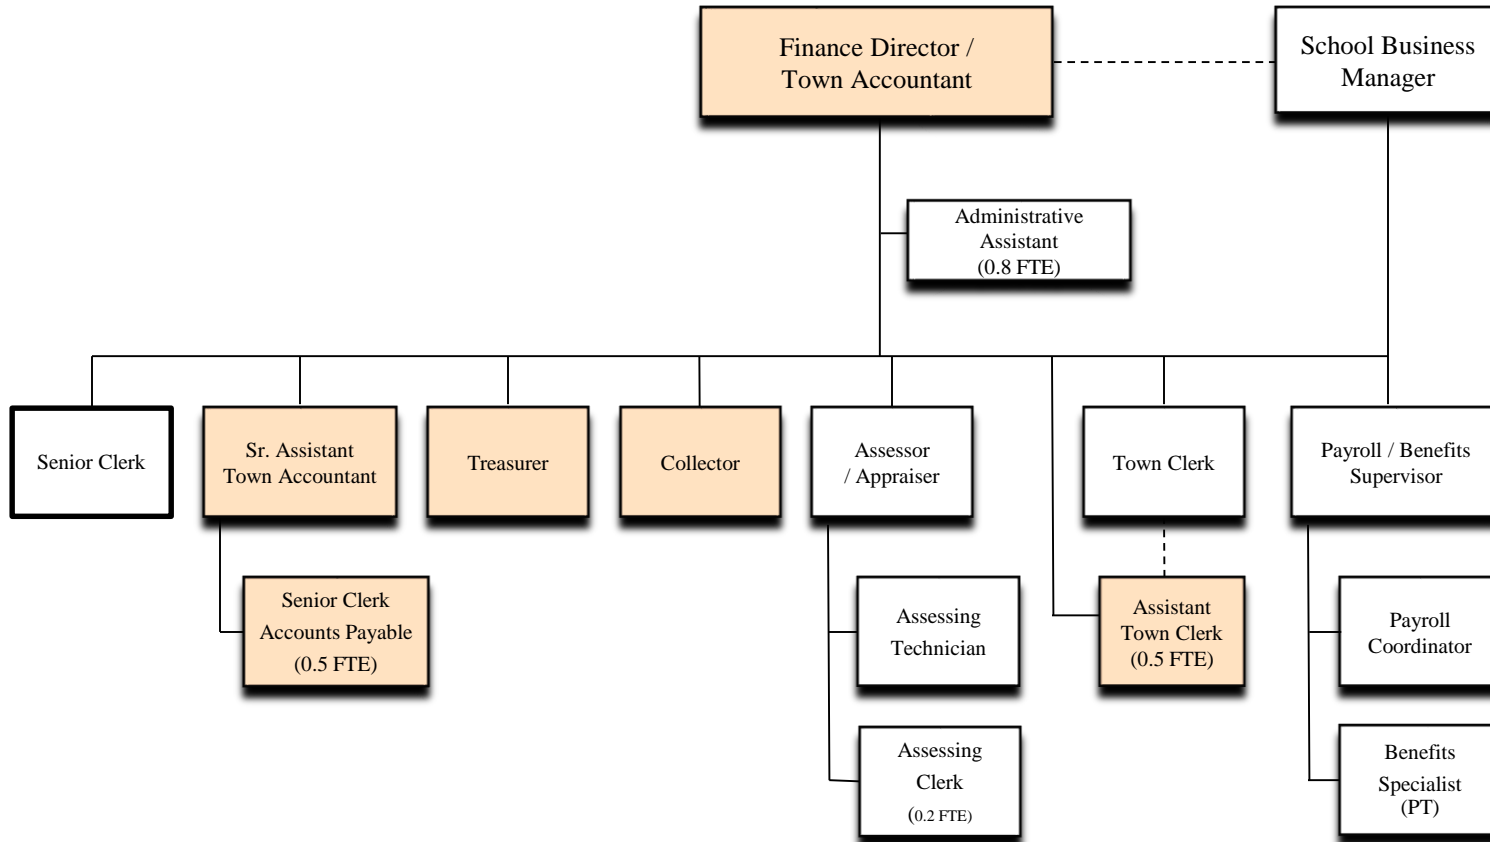 Finance Director /
Town Accountant
School Business
Manager
Administrative
Assistant
(0.8 FTE)
Senior Clerk
Sr. Assistant
Town Accountant
Treasurer
Collector
Assessor
/ Appraiser
Town Clerk
Payroll / Benefits
Supervisor
Senior Clerk
Accounts Payable
(0.5 FTE)
Assessing
Technician
Assistant
Town Clerk
(0.5 FTE)
Payroll
Coordinator
Assessing
Clerk
(0.2 FTE)
Benefits
Specialist
(PT)